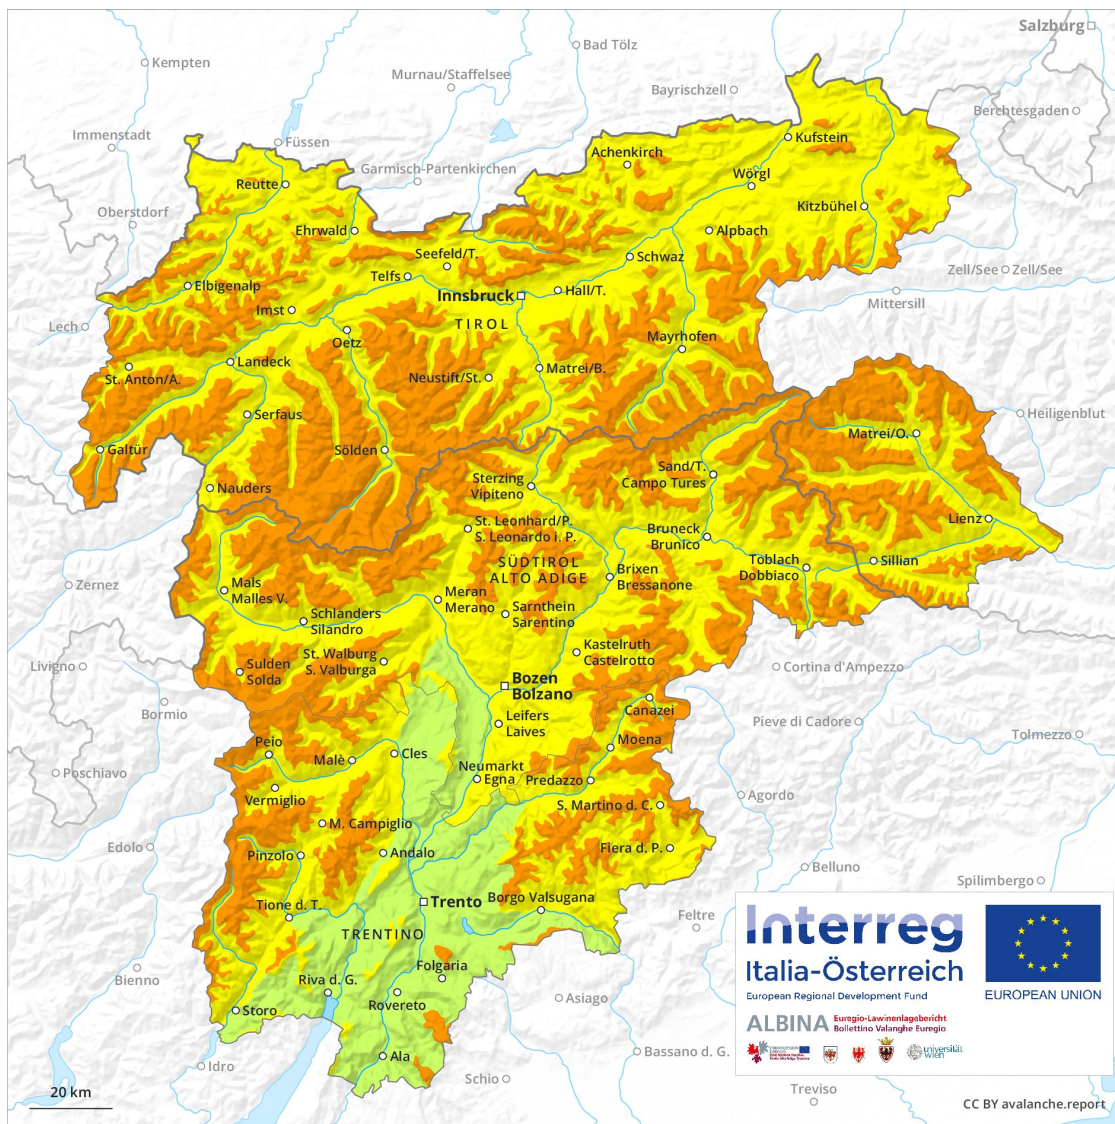 Salzburg
Bad Tölz
Kempten
Murnau/Staffelsee
Bayrischzell
Berchtesgaden
Immenstadt
Füssen
Kufstein
Achenkirch
Garmisch-Partenkirchen
Wörgl
Reutte
Oberstdorf
Kitzbühel
Ehrwald
Alpbach
Seefeld/T.
Schwaz
Telfs
Zell/See
Zell/See
Elbigenalp
Innsbruck
Hall/T.
Mittersill
Imst
TIROL
Lech
Oetz
Mayrhofen
Landeck
Matrei/B.
St. Anton/A.
Neustift/St.
Serfaus
Heiligenblut
Matrei/O.
Galtür
Sölden
Sand/T.
Campo Tures
Sterzing
Vipiteno
Nauders
St. Leonhard/P.
S. Leonardo i. P.
Lienz
Bruneck
Brunico
SÜDTIROL
ALTO ADIGE
Toblach
Dobbiaco
Sillian
Brixen
Bressanone
Zernez
Mals
Malles V.
Meran
Merano
Sarnthein
Sarentino
Schlanders
Silandro
Kastelruth
Castelrotto
St. Walburg
S. Valburga
Livigno
Sulden
Solda
Cortina d'Ampezzo
Bozen
Bolzano
Bormio
Canazei
Leifers
Laives
Pieve di Cadore
Tolmezzo
Peio
Moena
Malè
Cles
Poschiavo
Neumarkt
Egna
Predazzo
Vermiglio
Agordo
S. Martino d. C.
M. Campiglio
Edolo
Pinzolo
Andalo
Fiera d. P.
Belluno
Spilimbergo
Tione d. T.
Trento
Borgo Valsugana
Feltre
TRENTINO
Interreg
Italia-Österreich
European Regional Development Fund
EUROPEAN UNION
Folgaria
Bienno
Riva d. G.
Rovereto
Asiago
Storo
ALBINA
Euregio-Lawinenlagebericht
Bollettino Valanghe Euregio
universität
wien
Ala
Idro
Schio
Bassano d. G.
Treviso
20 km
CC BY avalanche.report